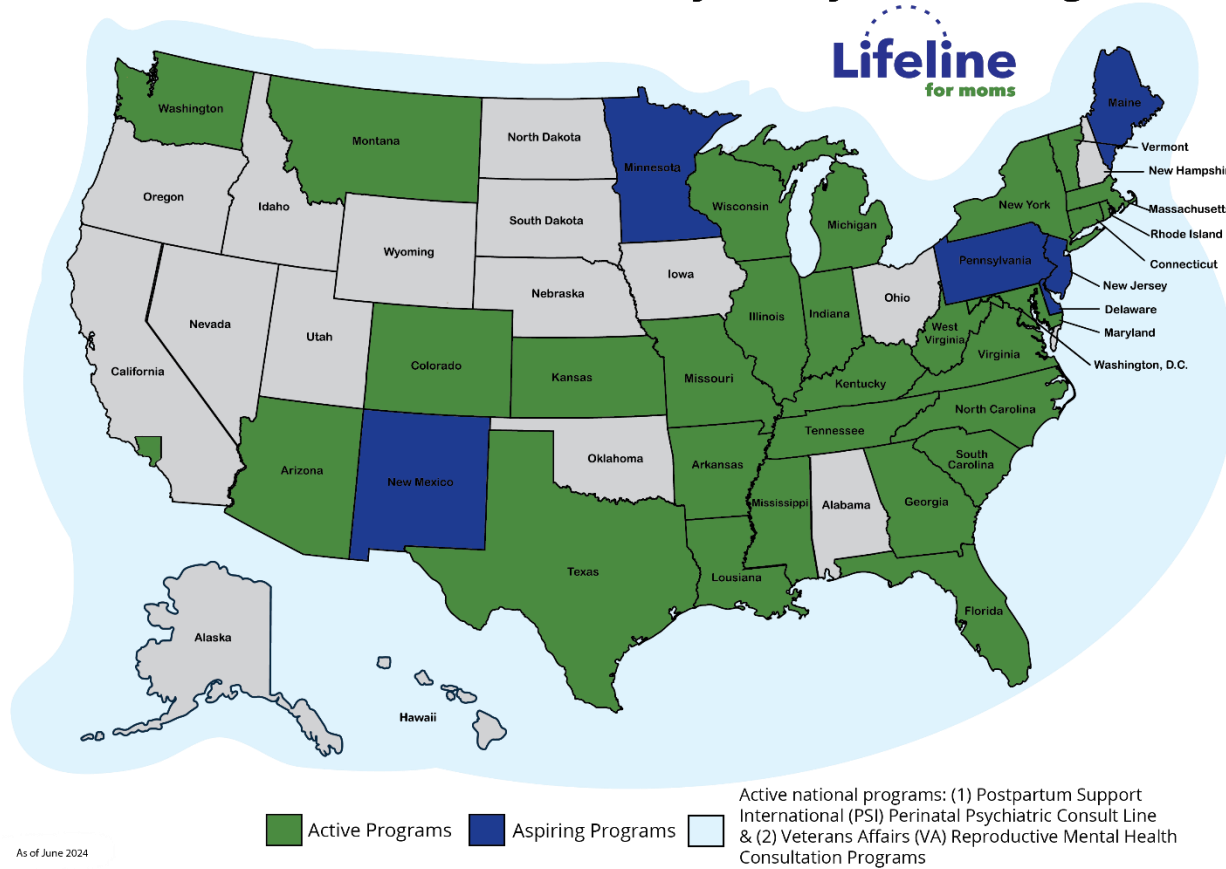 Lifeline
for moms
Washington
Montana
North Dakota
Minnesota
Maine
Vermont
New Hampshi
Oregon
Idaho
South Dakota
Wisconsin
Michigan
New York
Massachusett
Rhode Island
Connecticut
Wyoming
Iowa
Pennsylvania
New Jersey
Nebraska
Ohio
Delaware
Nevada
Utah
Illinois
Indiana
West
Virginia
Maryland
Washington, D.C.
California
Colorado
Kansas
Missouri
Kentucky
Virginia
North Carolina
Tennessee
Arizona
New Mexico
Oklahoma
Arkansas
South
Carolina
Mississippi
Alabama
Georgia
Texas
Lousiana
Florida
Alaska
Hawaii
Active Programs
Aspiring Programs
Active national programs: (1) Postpartum Support
International (PSI) Perinatal Psychiatric Consult Line
& (2) Veterans Affairs (VA) Reproductive Mental Health
Consultation Programs
As of June 2024